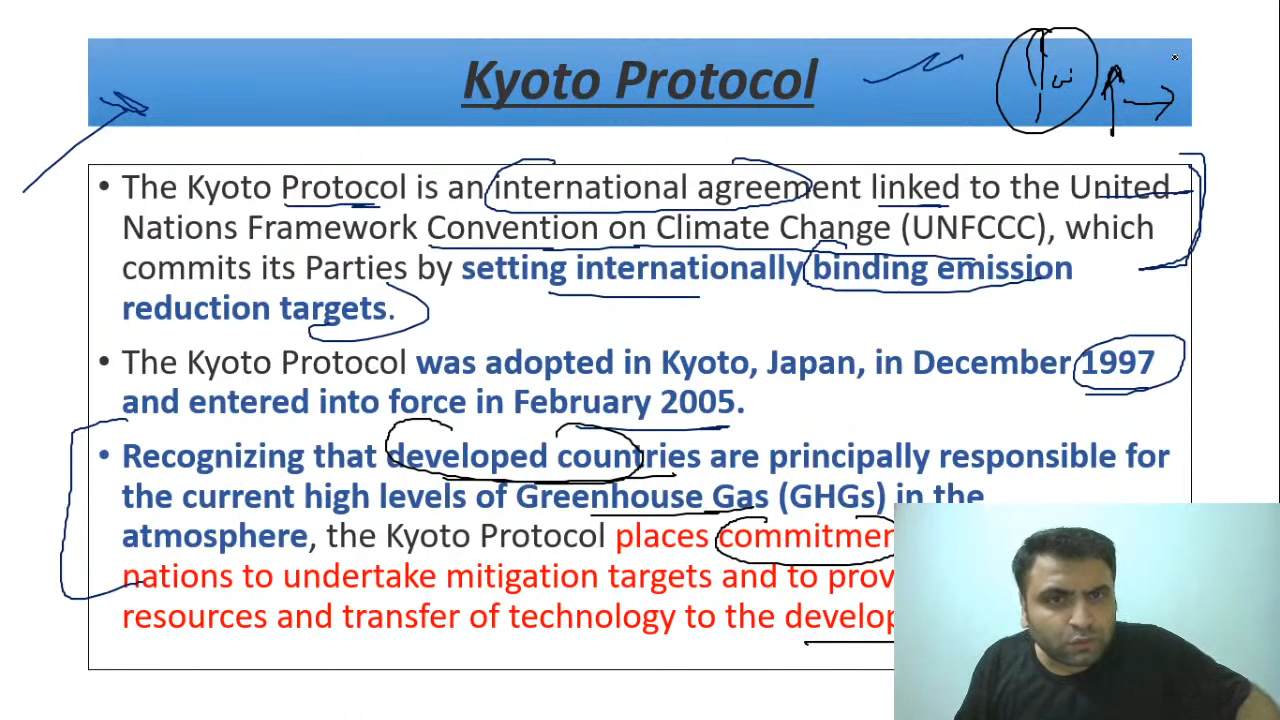 Kyoto Protocol
• The Kyoto Protocol is an international agreement linked to the United
Nations Framework Convention on Climate Change (UNFCCC), which
commits its Parties by setting internationally binding emission
reduction targets.
• The Kyoto Protocol was adopted in Kyoto, Japan, in December 1997
and entered into force in February 2005.
• Recognizing that developed countries are principally responsible for
the current high levels of Greenhouse Gas (GHGs) in the
atmosphere, the Kyoto Protocol places
nations to undertake mitigation targets and to
resources and transfer of technology to the